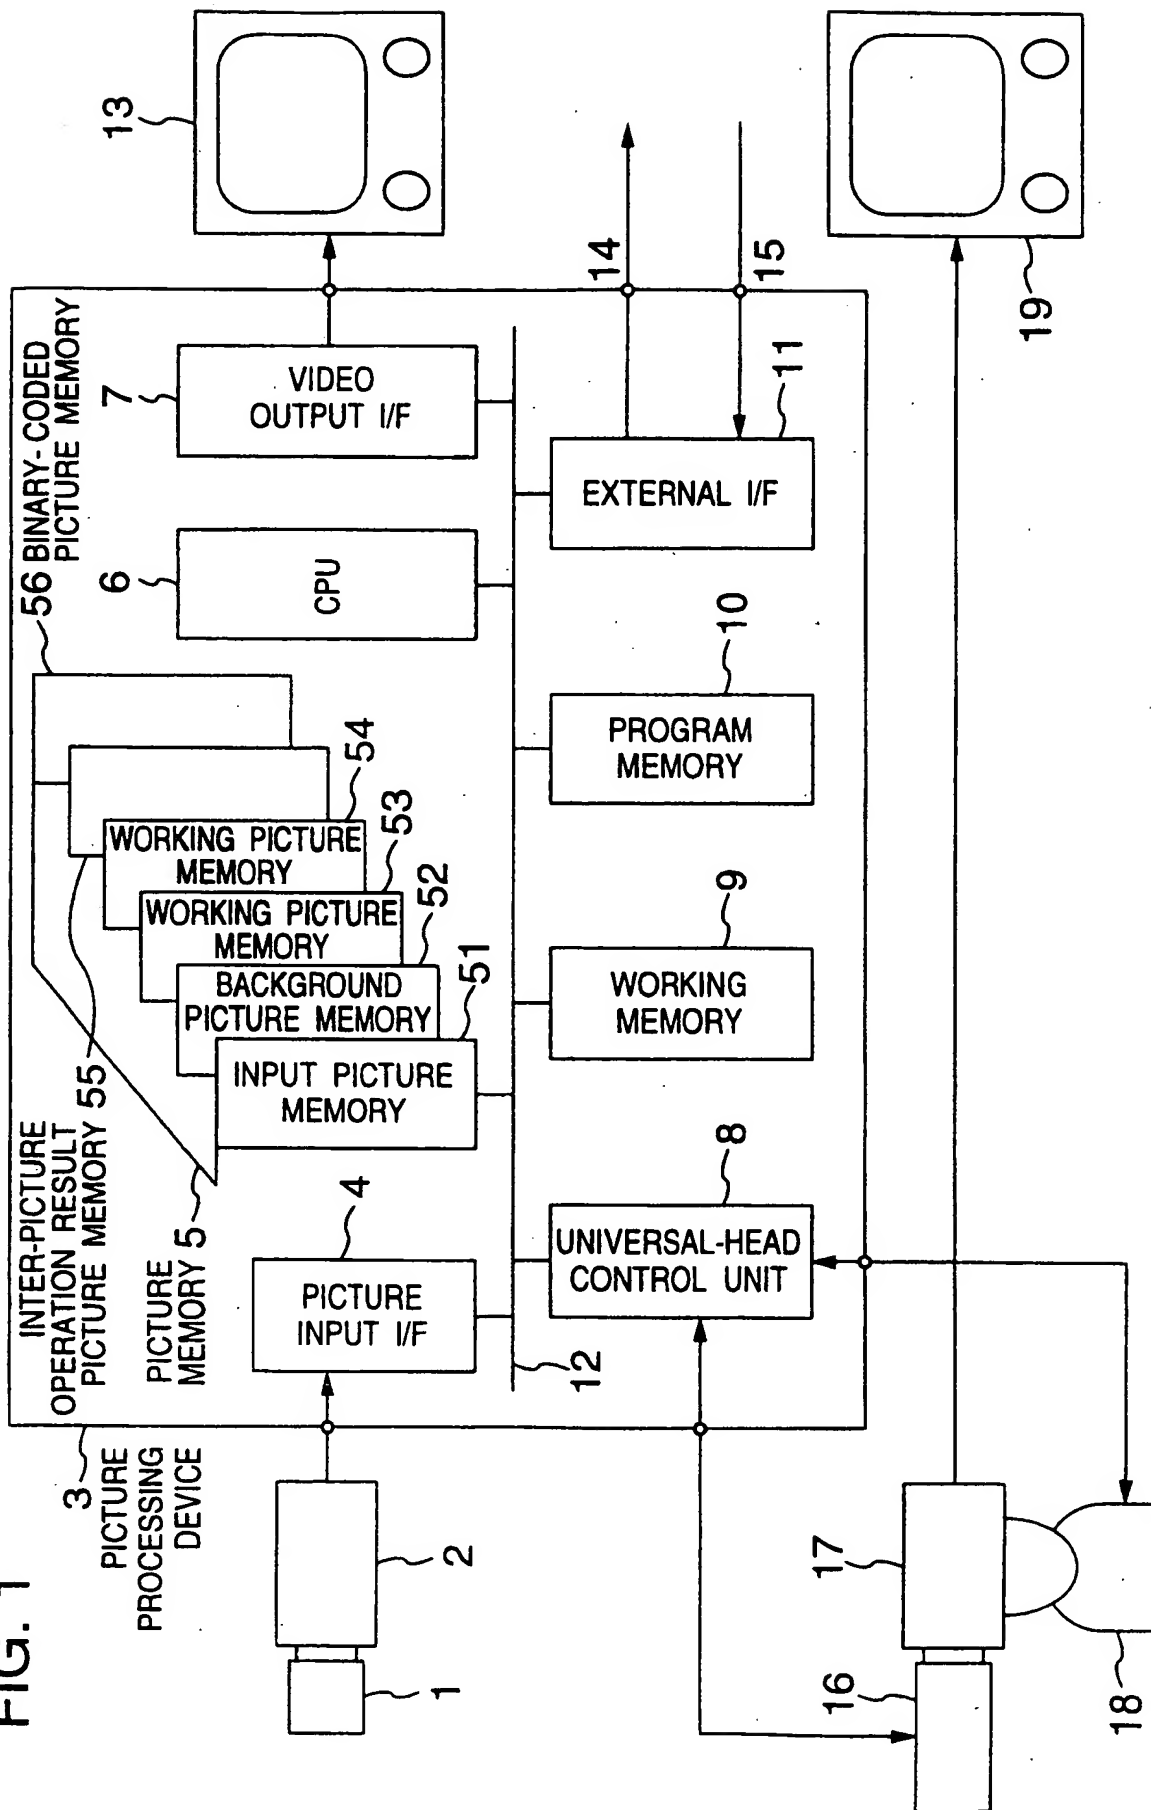 FIG. 1
3
PICTURE
PROCESSING
DEVICE
INTER-PICTURE
OPERATION RESULT
PICTURE MEMORY 55
PICTURE
MEMORY 5
56 BINARY-CODED
PICTURE MEMORY
WORKING PICTURE
MEMORY
54
WORKING PICTURE
MEMORY
53
BACKGROUND
PICTURE MEMORY
52
INPUT PICTURE
MEMORY
51
4
PICTURE
INPUT I/F
6
CPU
7
VIDEO
OUTPUT I/F
13
1
2
12
8
UNIVERSAL-HEAD
CONTROL UNIT
9
WORKING
MEMORY
10
PROGRAM
MEMORY
11
EXTERNAL I/F
14
15
16
17
18
19